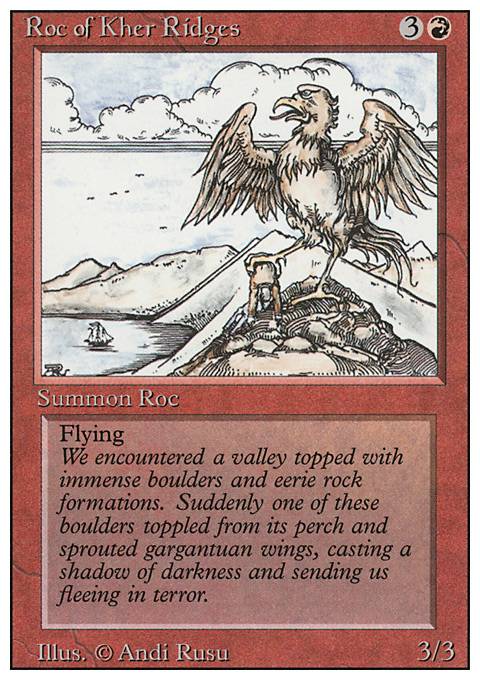 Roc of Kher Ridges 3
Summon Roc
Flying
We encountered a valley topped with
immense boulders and eerie rock
formations. Suddenly one of these
boulders toppled from its perch and
sprouted gargantuan wings, casting a
shadow of darkness and sending us
fleeing in terror.
Illus. © Andi Rusu 3/3